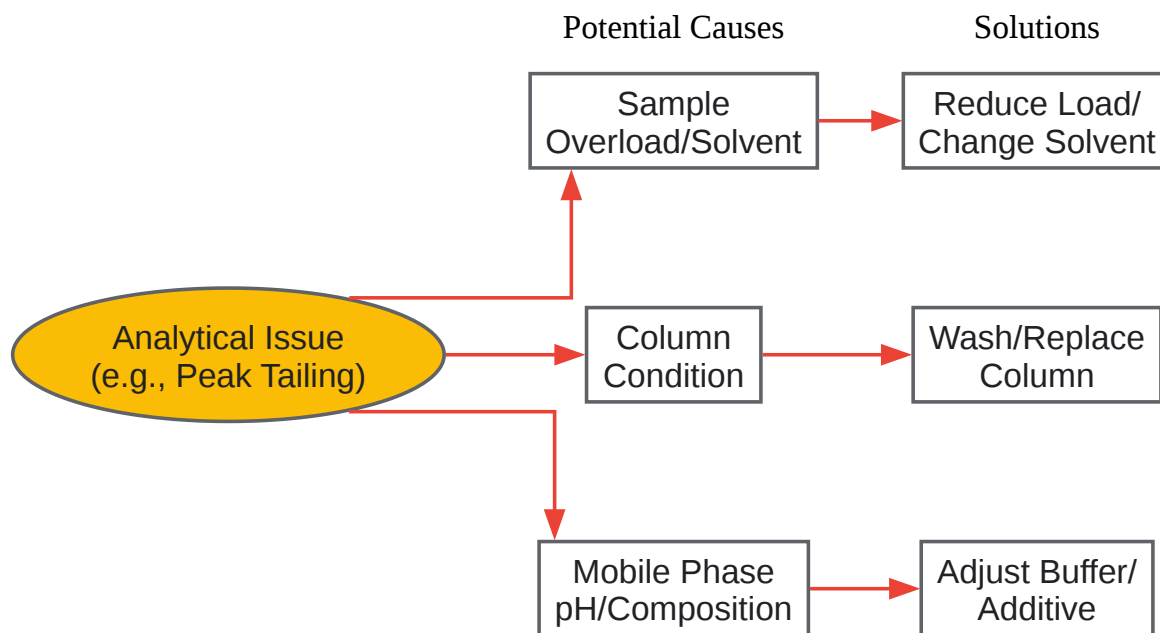 Potential Causes
Solutions
Sample
Overload/Solvent
Reduce Load/
Change Solvent
Analytical Issue
(e.g., Peak Tailing)
Column
Condition
Wash/Replace
Column
Mobile Phase
pH/Composition
Adjust Buffer/
Additive